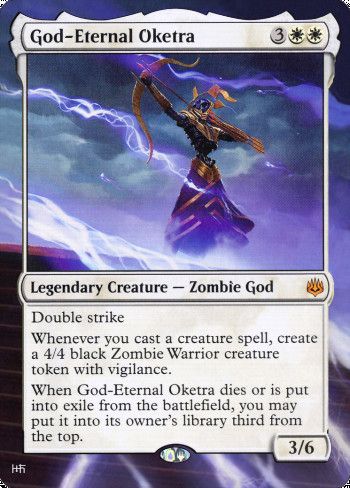 God-Eternal Oketra 3
Legendary Creature — Zombie God
Double strike
Whenever you cast a creature spell, create
a 4/4 black Zombie Warrior creature
token with vigilance.
When God-Eternal Oketra dies or is put
into exile from the battlefield, you may
put it into its owner's library third from
the top.
3/6